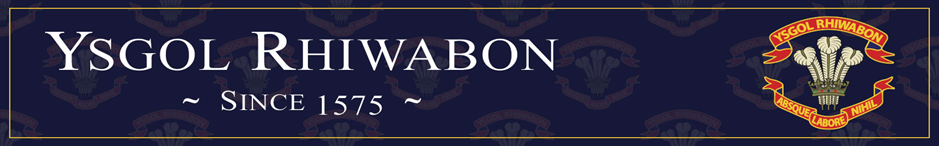 YSGOL RHIWABON
~ SINCE 1575 ~
YSGOL RHIWABON
ABSQUE LABORE NIHIL